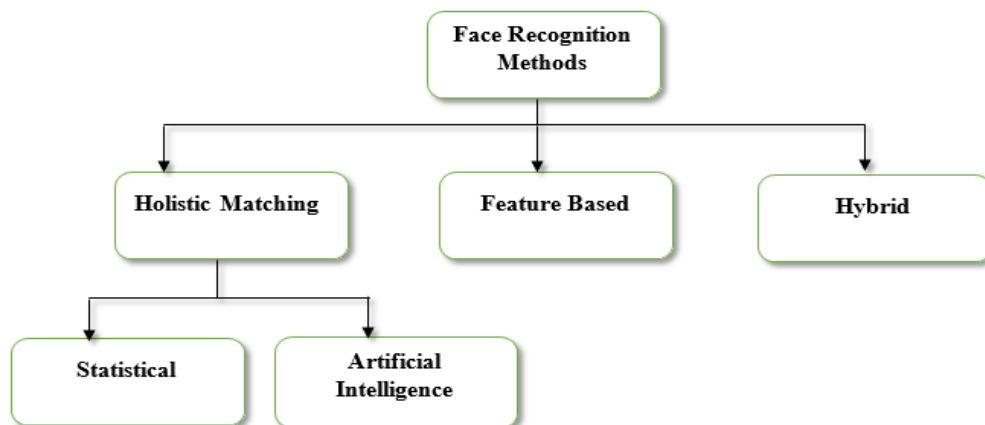 Face Recognition
Methods
Holistic Matching
Feature Based
Hybrid
Statistical
Artificial
Intelligence